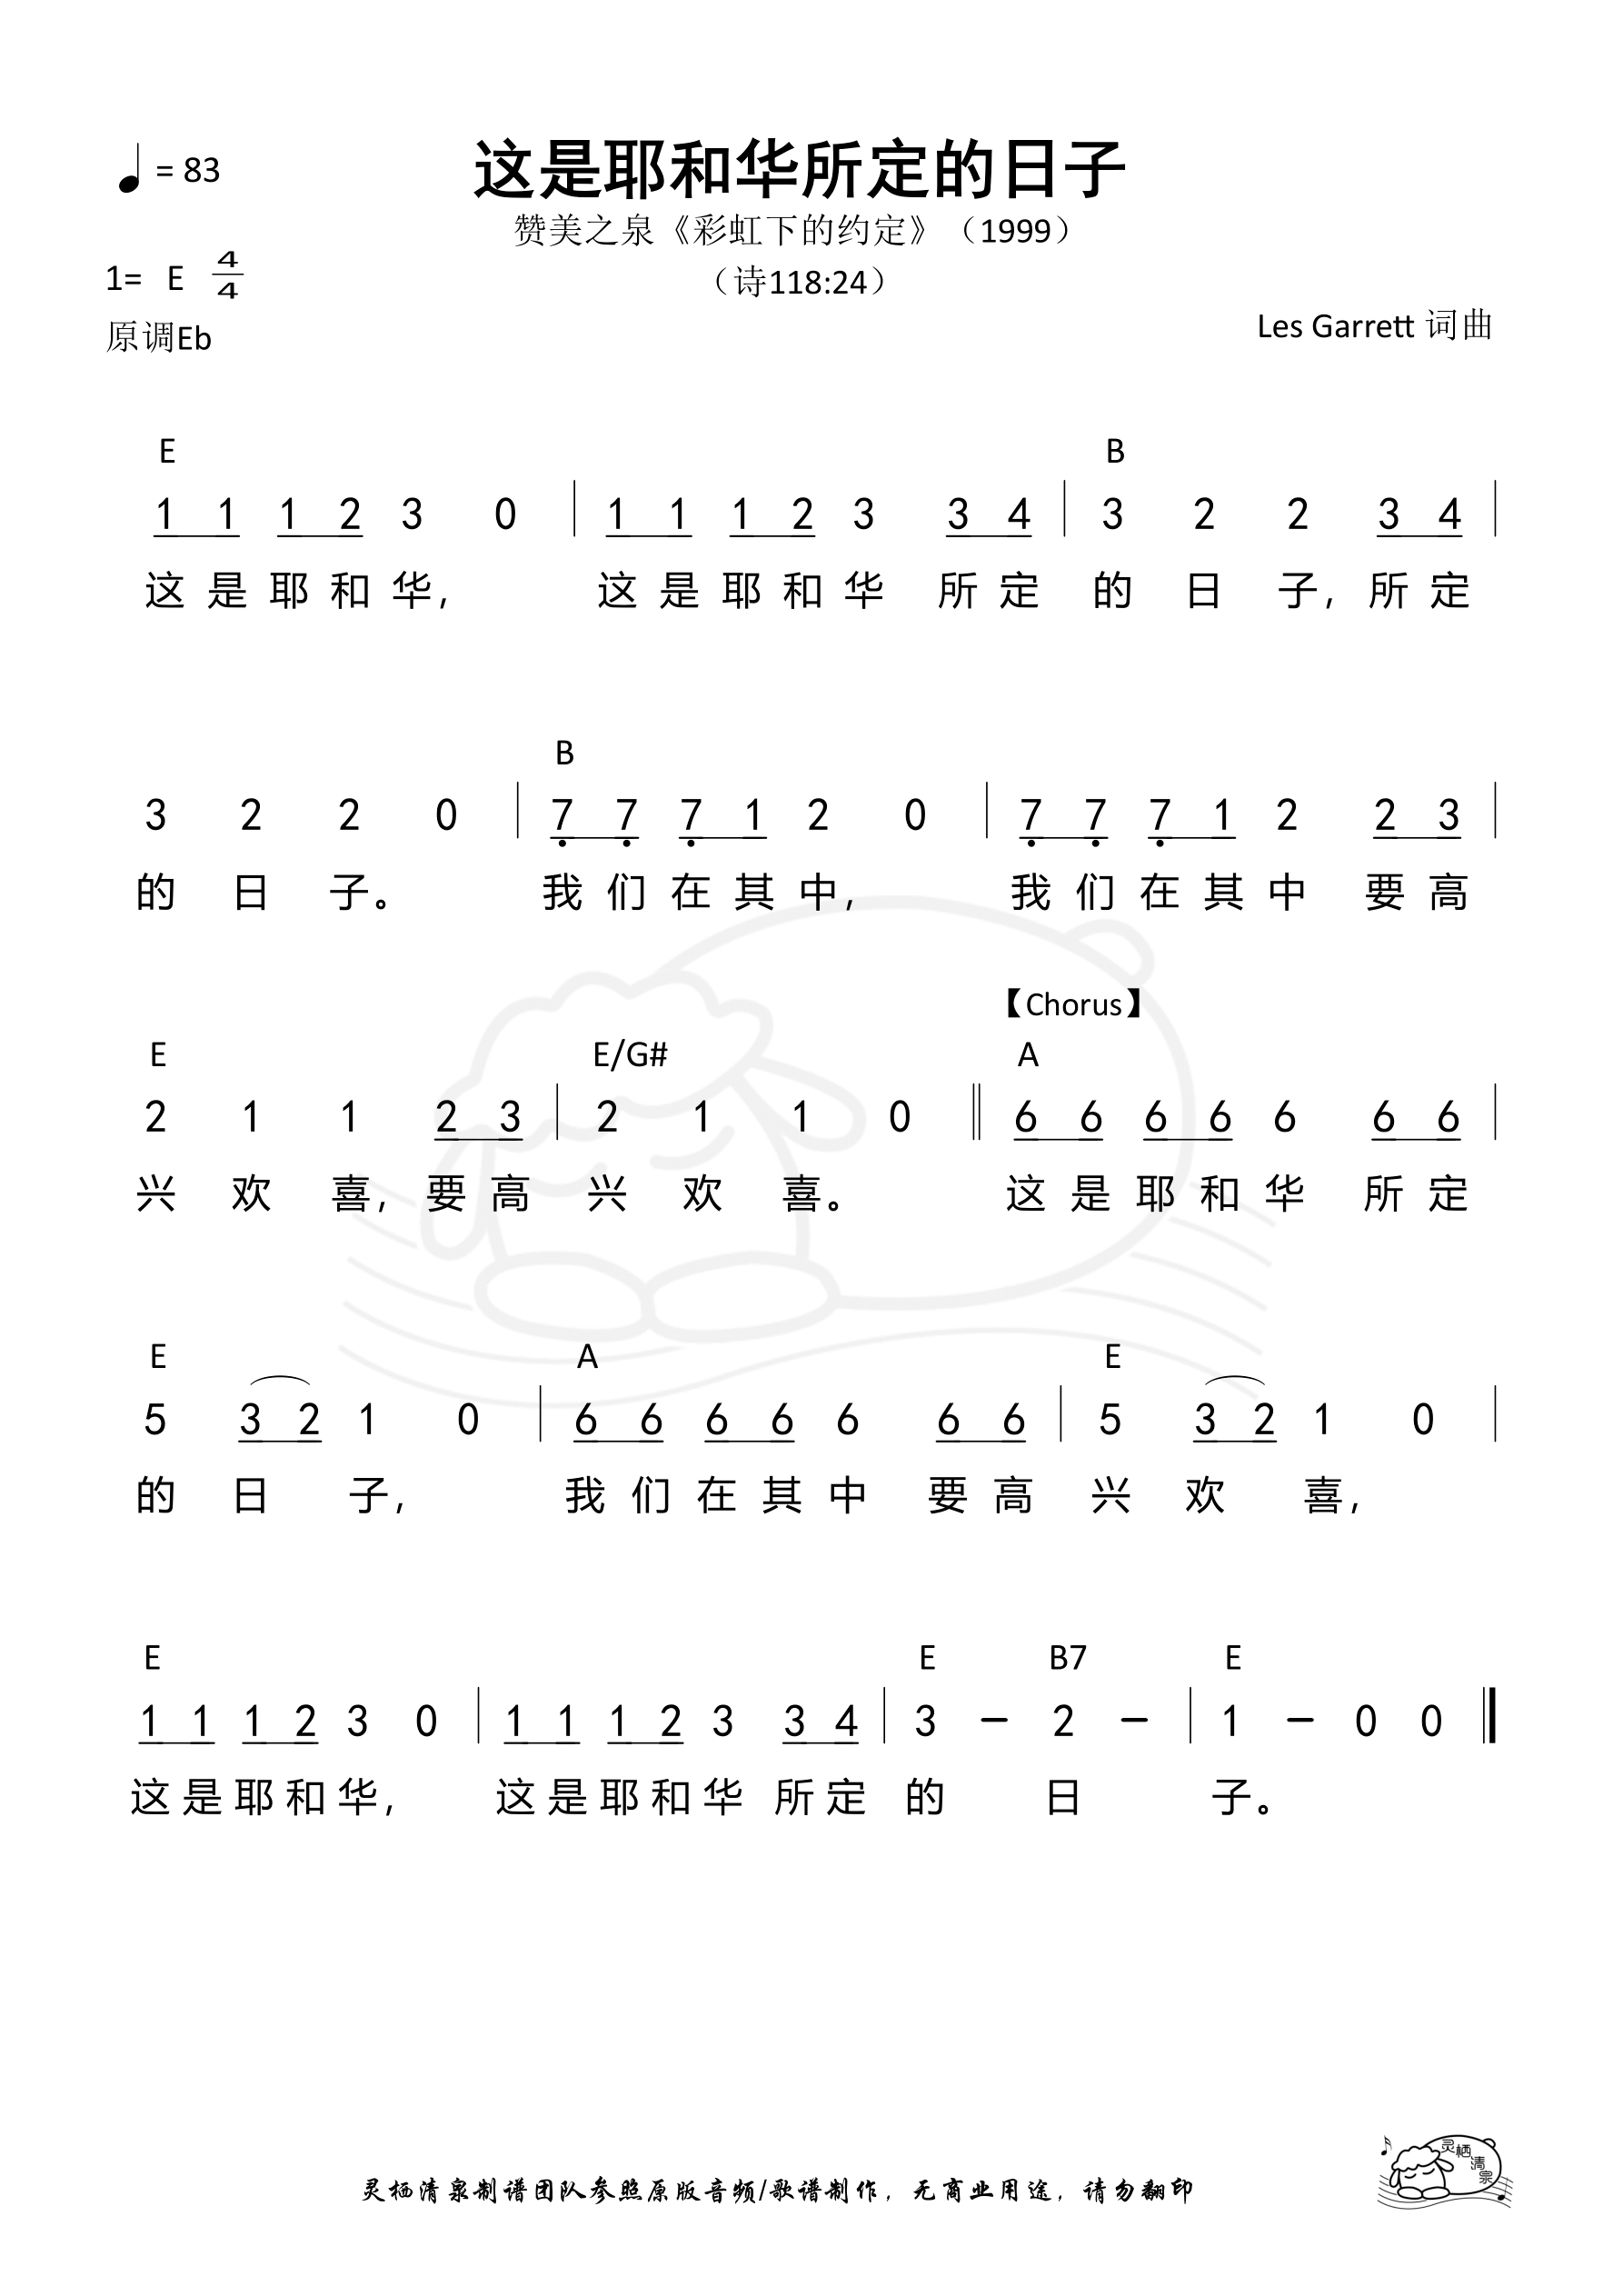 = 83
这是耶和华所定的日子
赞美之泉《彩虹下的约定》（1999）
1= E 4/4
（诗118:24）
原调Eb
Les Garrett 词曲
E B
1 1 1 2 3 0 | 1 1 1 2 3 3 4 | 3 2 2 3 4 |
这是耶和华, 这是耶和华 所定 的 日 子, 所定
B
3 2 2 0 | 7 7 7 1 2 0 | 7 7 7 1 2 2 3 |
的 日 子。 我们在其中, 我们在其中 要高
【Chorus】
E E/G# A
2 1 1 2 3 | 2 1 1 0 || 6 6 6 6 6 6 6 |
兴 欢 喜, 要高 兴 欢 喜。 这是耶和华 所定
E A E
5 3 2 1 0 | 6 6 6 6 6 6 6 | 5 3 2 1 0 |
的 日 子, 我们在其中 要高 兴 欢 喜,
E E B7 E
1 1 1 2 3 0 | 1 1 1 2 3 3 4 | 3 - 2 - | 1 - 0 0 ||
这是耶和华, 这是耶和华 所定 的 日 子。
灵栖清泉
灵栖清泉制谱团队参照原版音频/歌谱制作，无商业用途，请勿翻印